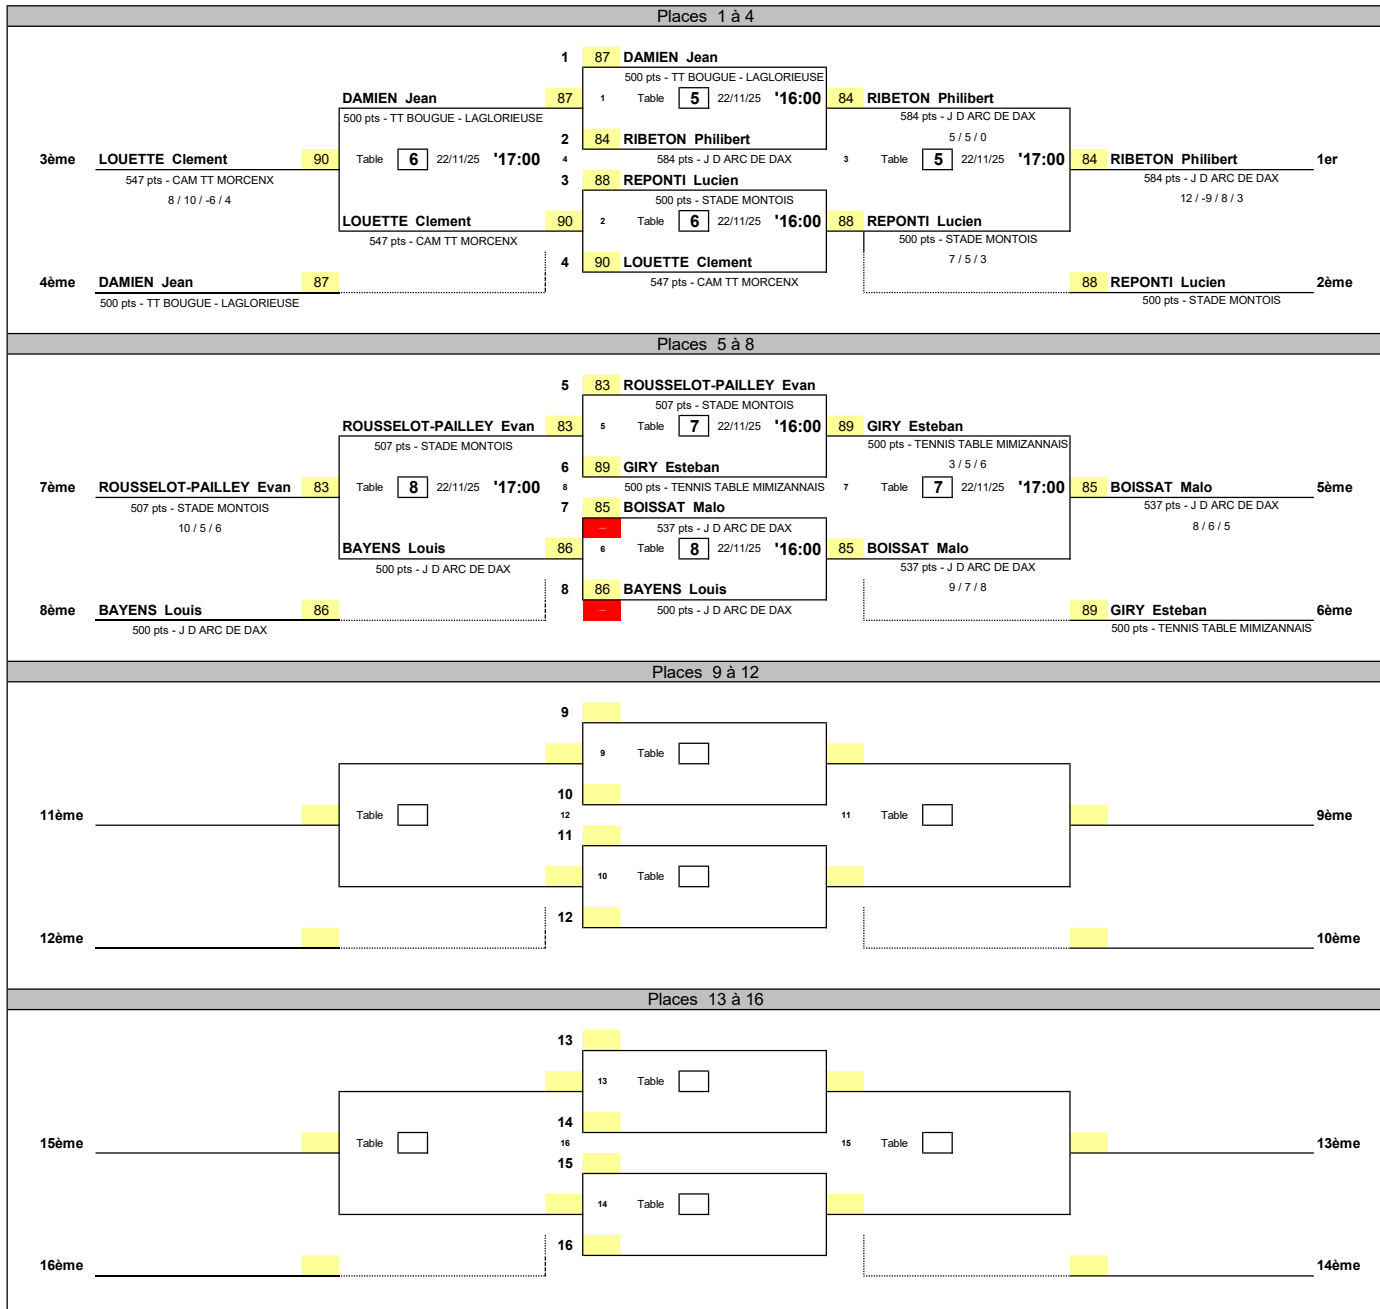 Places 1 à 4
1 87 DAMIEN Jean
500 pts - TT BOUGUE - LAGLORIEUSE
DAMIEN Jean 87 1 Table 5 22/11/25 '16:00 84 RIBETON Philibert
500 pts - TT BOUGUE - LAGLORIEUSE 584 pts - J D ARC DE DAX
2 84 RIBETON Philibert 5 / 5 / 0
3ème LOUETTE Clement 90 Table 6 22/11/25 '17:00 4 584 pts - J D ARC DE DAX 3 Table 5 22/11/25 '17:00 84 RIBETON Philibert 1er
547 pts - CAM TT MORCENX 3 88 REPONTI Lucien 584 pts - J D ARC DE DAX
8 / 10 / -6 / 4 500 pts - STADE MONTOIS 12 / -9 / 8 / 3
LOUETTE Clement 90 2 Table 6 22/11/25 '16:00 88 REPONTI Lucien
547 pts - CAM TT MORCENX 500 pts - STADE MONTOIS
4 90 LOUETTE Clement 7 / 5 / 3
4ème DAMIEN Jean 87 547 pts - CAM TT MORCENX 88 REPONTI Lucien 2ème
500 pts - TT BOUGUE - LAGLORIEUSE 500 pts - STADE MONTOIS
Places 5 à 8
5 83 ROUSSELOT-PAILLEY Evan
507 pts - STADE MONTOIS
ROUSSELOT-PAILLEY Evan 83 5 Table 7 22/11/25 '16:00 89 GIRY Esteban
507 pts - STADE MONTOIS 500 pts - TENNIS TABLE MIMIZANNAIS
6 89 GIRY Esteban 3 / 5 / 6
7ème ROUSSELOT-PAILLEY Evan 83 Table 8 22/11/25 '17:00 8 500 pts - TENNIS TABLE MIMIZANNAIS 7 Table 7 22/11/25 '17:00 85 BOISSAT Malo 5ème
507 pts - STADE MONTOIS 7 85 BOISSAT Malo 537 pts - J D ARC DE DAX
10 / 5 / 6 – 537 pts - J D ARC DE DAX 8 / 6 / 5
BAYENS Louis 86 6 Table 8 22/11/25 '16:00 85 BOISSAT Malo
500 pts - J D ARC DE DAX 537 pts - J D ARC DE DAX
8 86 BAYENS Louis 9 / 7 / 8
8ème BAYENS Louis 86 – 500 pts - J D ARC DE DAX 89 GIRY Esteban 6ème
500 pts - J D ARC DE DAX 500 pts - TENNIS TABLE MIMIZANNAIS
Places 9 à 12
9
9 Table
10
11ème Table 12 11 Table 9ème
11
10 Table
12
12ème 10ème
Places 13 à 16
13
13 Table
14
15ème Table 16 15 Table 13ème
15
14 Table
16
16ème 14ème